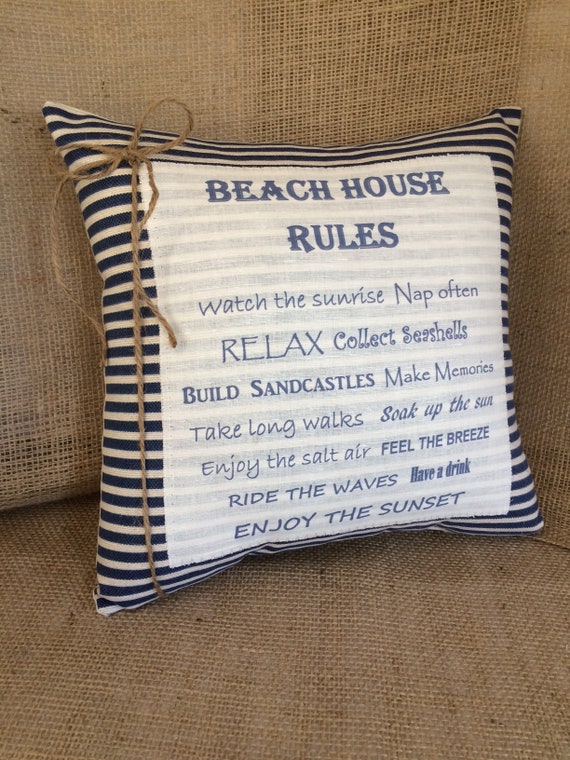 BEACH HOUSE
RULES
Watch the sunrise Nap often
RELAX Collect Seashells
BUILD SANDCASTLES Make Memories
Take long walks Soak up the sun
Enjoy the salt air FEEL THE BREEZE
RIDE THE WAVES Have a drink
ENJOY THE SUNSET